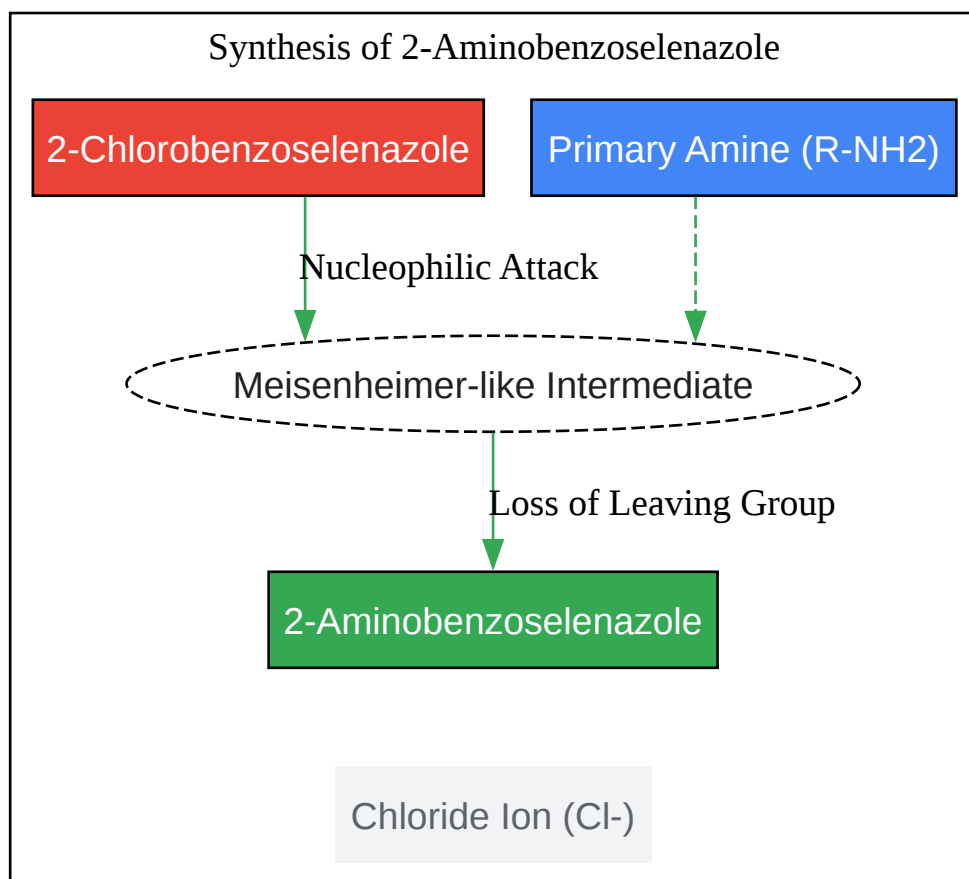 Synthesis of 2-Aminobenzoselenazole
2-Chlorobenzoselenazole
Primary Amine (R-NH2)
Nucleophilic Attack
Meisenheimer-like Intermediate
Loss of Leaving Group
2-Aminobenzoselenazole
Chloride Ion (Cl-)